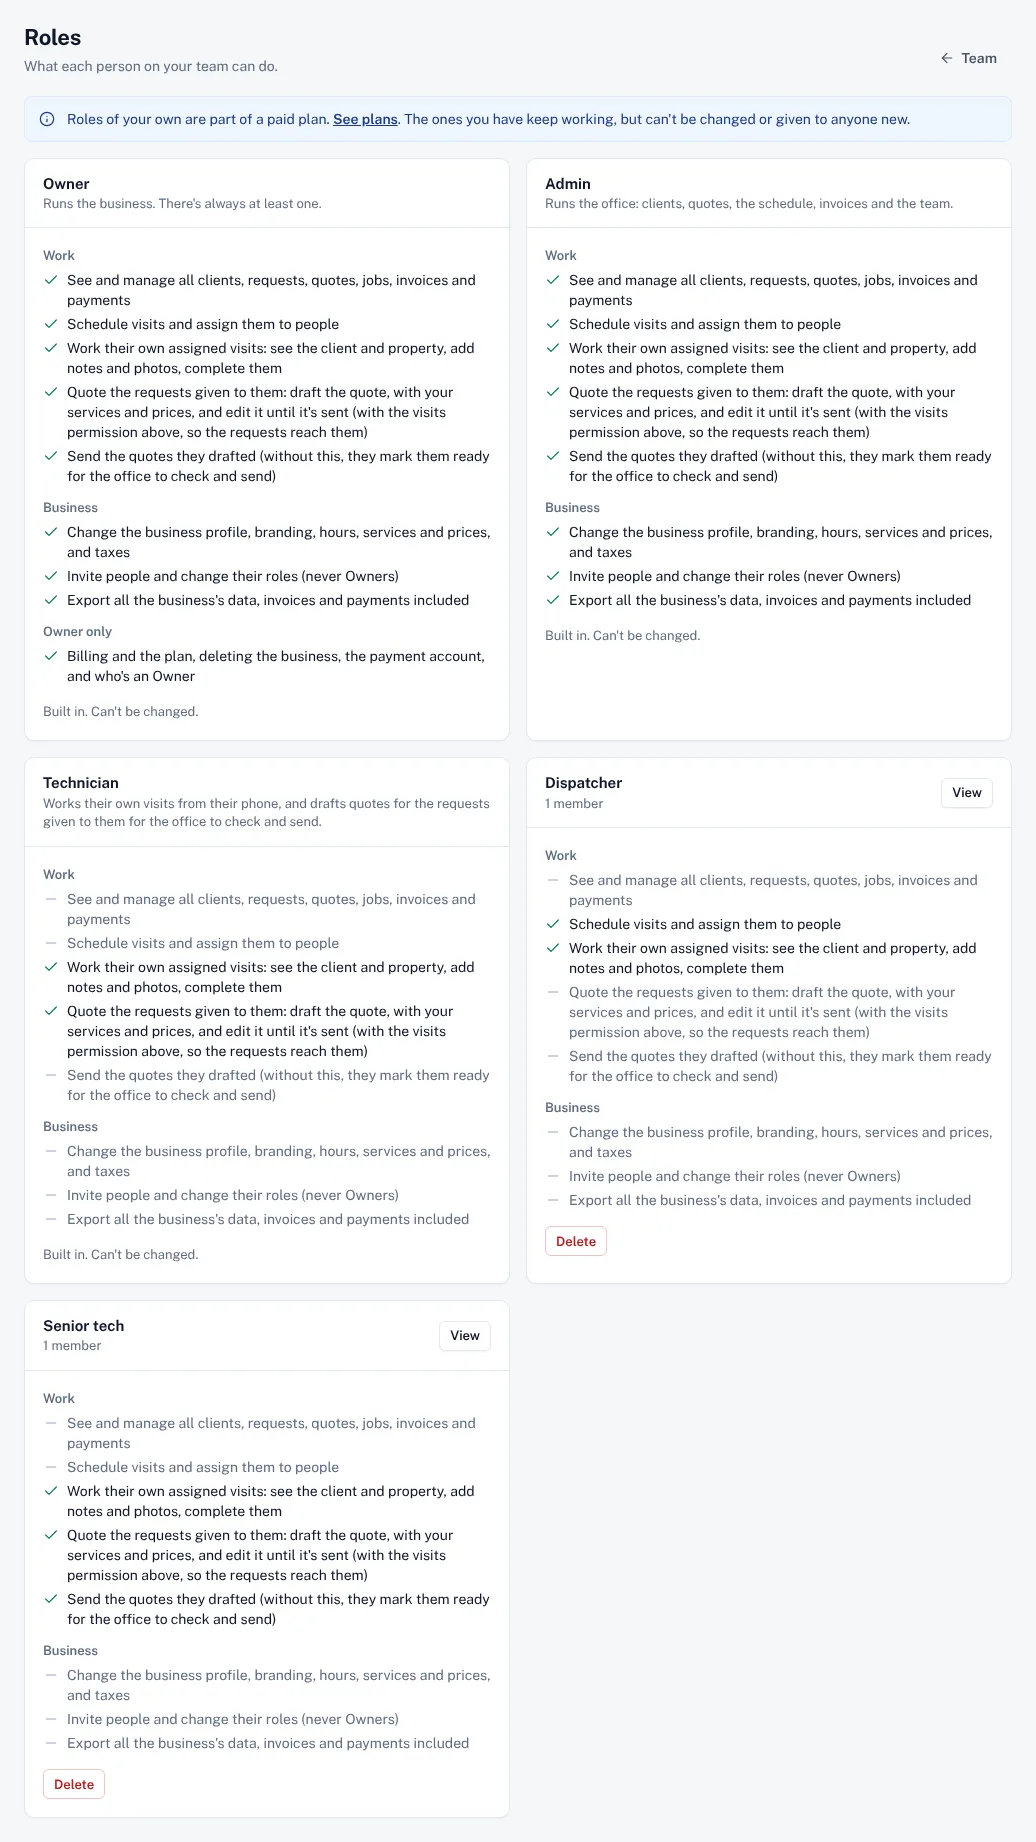 Roles
What each person on your team can do.
← Team
Roles of your own are part of a paid plan. See plans. The ones you have keep working, but can't be changed or given to anyone new.
Owner
Runs the business. There's always at least one.
Work
See and manage all clients, requests, quotes, jobs, invoices and
payments
Schedule visits and assign them to people
Work their own assigned visits: see the client and property, add
notes and photos, complete them
Quote the requests given to them: draft the quote, with your
services and prices, and edit it until it's sent (with the visits
permission above, so the requests reach them)
Send the quotes they drafted (without this, they mark them ready
for the office to check and send)
Business
Change the business profile, branding, hours, services and prices,
and taxes
Invite people and change their roles (never Owners)
Export all the business's data, invoices and payments included
Owner only
Billing and the plan, deleting the business, the payment account,
and who's an Owner
Built in. Can't be changed.
Admin
Runs the office: clients, quotes, the schedule, invoices and the team.
Work
See and manage all clients, requests, quotes, jobs, invoices and
payments
Schedule visits and assign them to people
Work their own assigned visits: see the client and property, add
notes and photos, complete them
Quote the requests given to them: draft the quote, with your
services and prices, and edit it until it's sent (with the visits
permission above, so the requests reach them)
Send the quotes they drafted (without this, they mark them ready
for the office to check and send)
Business
Change the business profile, branding, hours, services and prices,
and taxes
Invite people and change their roles (never Owners)
Export all the business's data, invoices and payments included
Built in. Can't be changed.
Technician
Works their own visits from their phone, and drafts quotes for the requests
given to them for the office to check and send.
Work
See and manage all clients, requests, quotes, jobs, invoices and
payments
Schedule visits and assign them to people
Work their own assigned visits: see the client and property, add
notes and photos, complete them
Quote the requests given to them: draft the quote, with your
services and prices, and edit it until it's sent (with the visits
permission above, so the requests reach them)
Send the quotes they drafted (without this, they mark them ready
for the office to check and send)
Business
Change the business profile, branding, hours, services and prices,
and taxes
Invite people and change their roles (never Owners)
Export all the business's data, invoices and payments included
Built in. Can't be changed.
Dispatcher
1 member
View
Work
See and manage all clients, requests, quotes, jobs, invoices and
payments
Schedule visits and assign them to people
Work their own assigned visits: see the client and property, add
notes and photos, complete them
Quote the requests given to them: draft the quote, with your
services and prices, and edit it until it's sent (with the visits
permission above, so the requests reach them)
Send the quotes they drafted (without this, they mark them ready
for the office to check and send)
Business
Change the business profile, branding, hours, services and prices,
and taxes
Invite people and change their roles (never Owners)
Export all the business's data, invoices and payments included
Delete
Senior tech
1 member
View
Work
See and manage all clients, requests, quotes, jobs, invoices and
payments
Schedule visits and assign them to people
Work their own assigned visits: see the client and property, add
notes and photos, complete them
Quote the requests given to them: draft the quote, with your
services and prices, and edit it until it's sent (with the visits
permission above, so the requests reach them)
Send the quotes they drafted (without this, they mark them ready
for the office to check and send)
Business
Change the business profile, branding, hours, services and prices,
and taxes
Invite people and change their roles (never Owners)
Export all the business's data, invoices and payments included
Delete